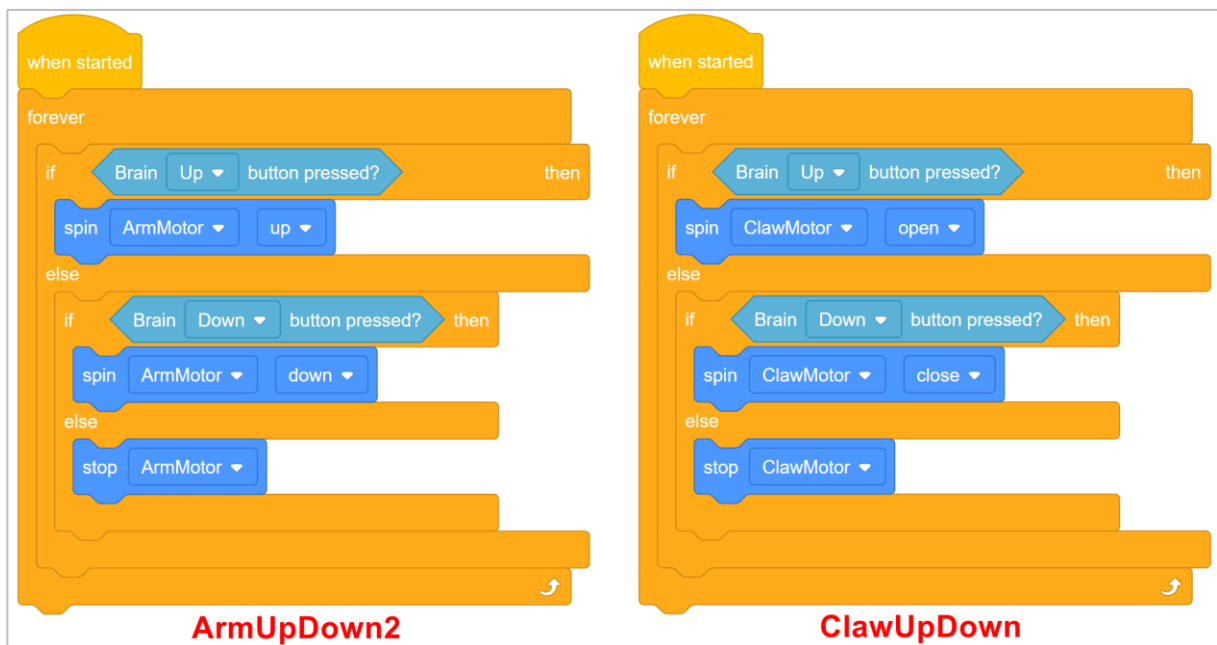 when started
forever
if Brain Up button pressed? then
spin ArmMotor up
else
if Brain Down button pressed? then
spin ArmMotor down
else
stop ArmMotor
ArmUpDown2
when started
forever
if Brain Up button pressed? then
spin ClawMotor open
else
if Brain Down button pressed? then
spin ClawMotor close
else
stop ClawMotor
ClawUpDown